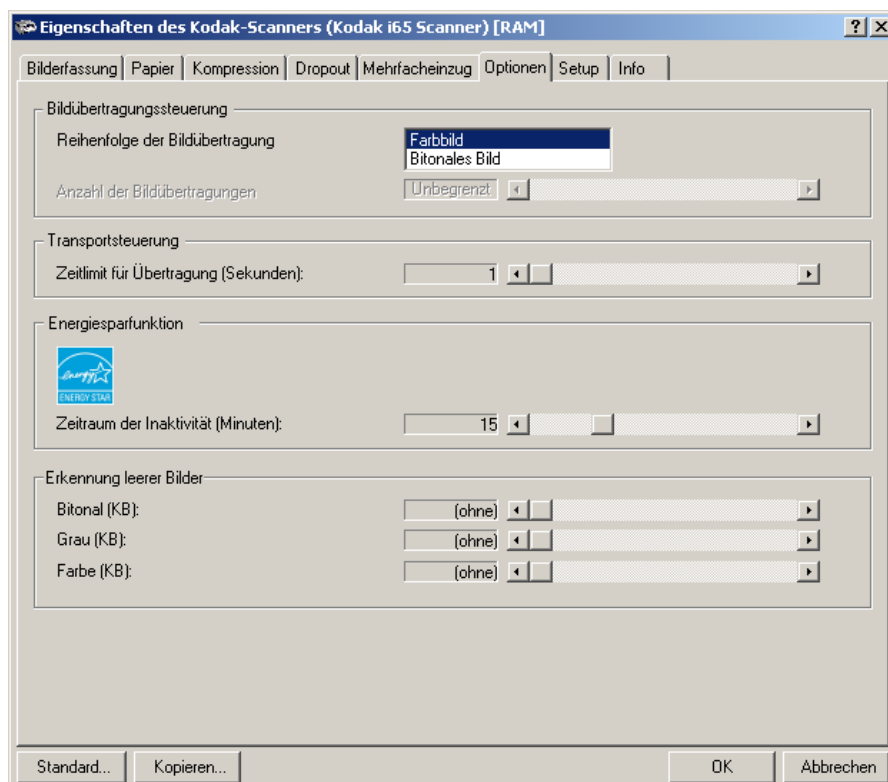 Eigenschaften des Kodak-Scanners (Kodak i65 Scanner) [RAM]
Bilderfassung Papier Kompression Dropout Mehrfacheinzug Optionen Setup Info
Bildübertragungssteuerung
Reihenfolge der Bildübertragung
Farbbild
Bitonales Bild
Anzahl der Bildübertragungen Unbegrenzt
Transportsteuerung
Zeitlimit für Übertragung (Sekunden): 1
Energiesparfunktion
energy
ENERGY STAR
Zeitraum der Inaktivität (Minuten): 15
Erkennung leerer Bilder
Bitonal (KB): (ohne)
Grau (KB): (ohne)
Farbe (KB): (ohne)
Standard... Kopieren... OK Abbrechen